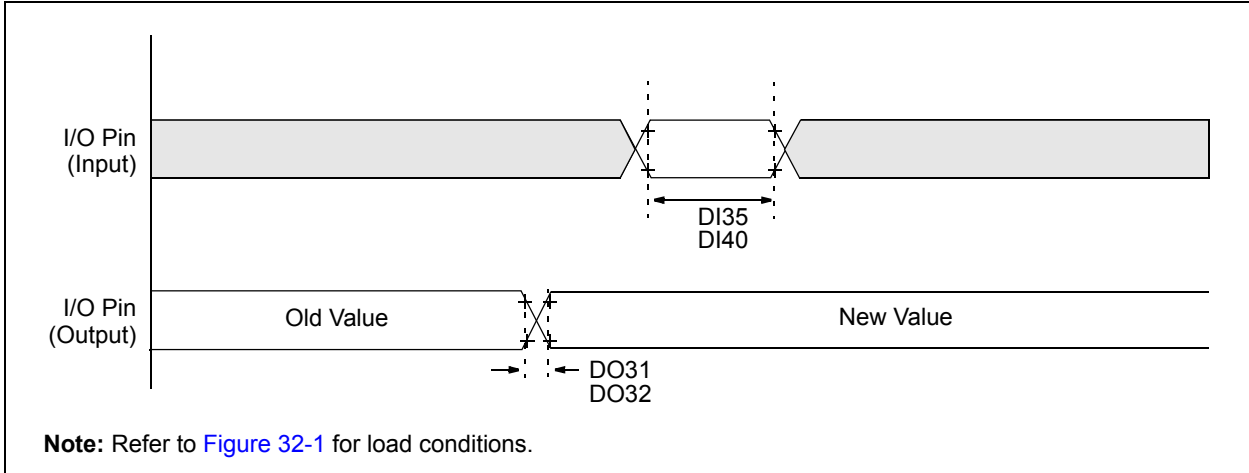 I/O Pin
(Input)
DI35
DI40
I/O Pin
(Output)
Old Value
New Value
DO31
DO32
Note: Refer to Figure 32-1 for load conditions.